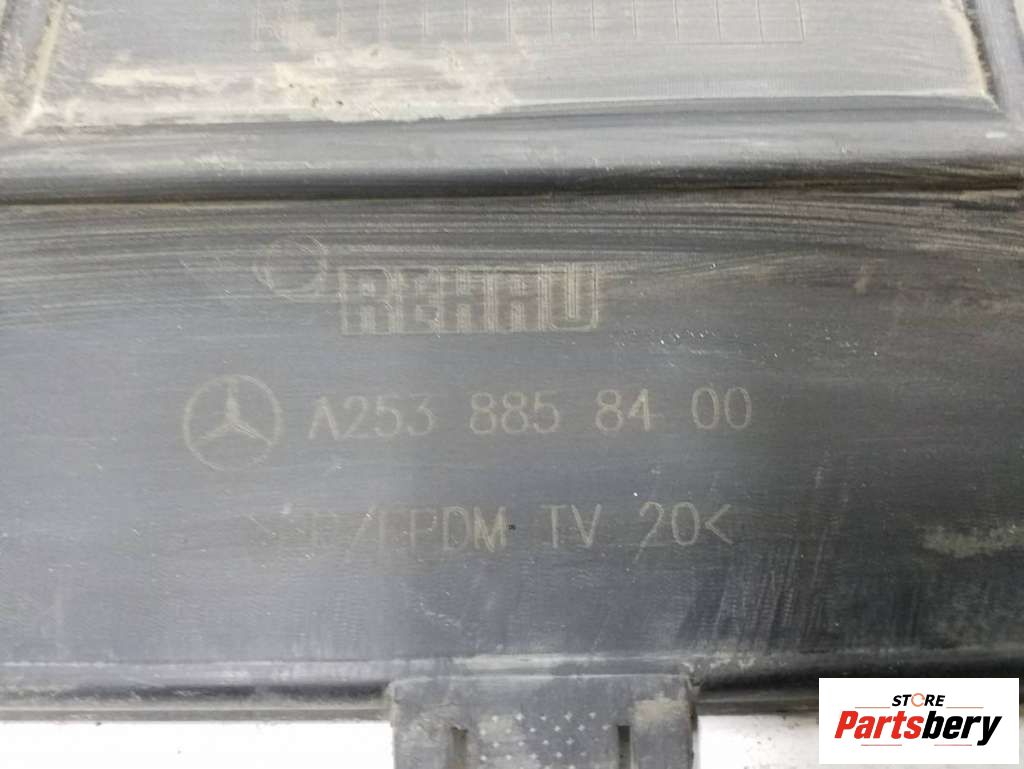 REHAU
A253 885 84 00
TV 20<
STORE
Partsbery